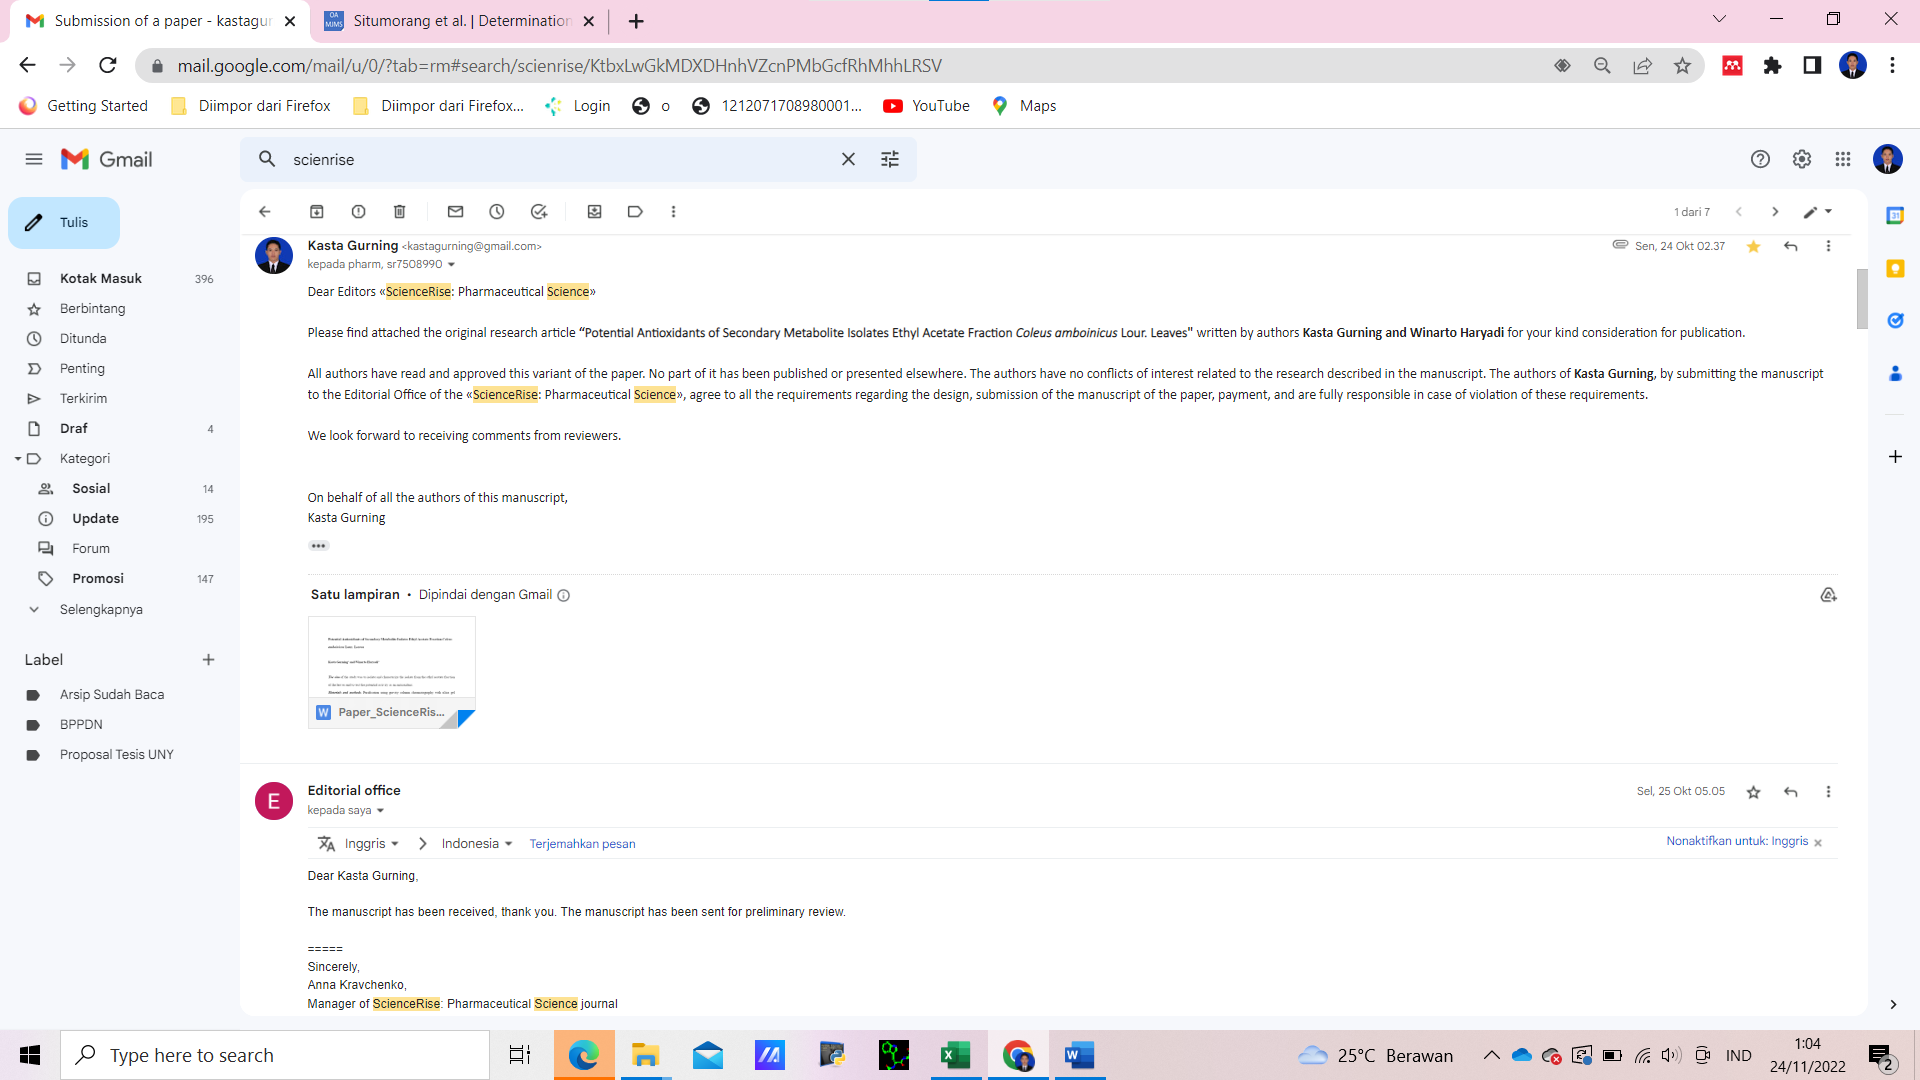 Submission of a paper - kastagur
Situmorang et al. | Determination
mail.google.com/mail/u/0/?tab=rm#search/scienrise/KtbxLwGkMDXDHnhVZcnPMbGcfRhMhhLRSV
Getting Started
Diimpor dari Firefox
Diimpor dari Firefox...
Login
o
1212071708980001...
YouTube
Maps
Gmail
scienrise
Tulis
1 dari 7
Kotak Masuk 396
Berbintang
Ditunda
Penting
Terkirim
Draf 4
Kategori
Sosial 14
Update 195
Forum
Promosi 147
Selengkapnya
Label
Arsip Sudah Baca
BPPDN
Proposal Tesis UNY
Kasta Gurning <kastagurning@gmail.com>
Sen, 24 Okt 02.37
kepada pharm, sr7508990
Dear Editors «ScienceRise: Pharmaceutical Science»
Please find attached the original research article “Potential Antioxidants of Secondary Metabolite Isolates Ethyl Acetate Fraction Coleus amboinicus Lour. Leaves" written by authors Kasta Gurning and Winarto Haryadi for your kind consideration for publication.
All authors have read and approved this variant of the paper. No part of it has been published or presented elsewhere. The authors have no conflicts of interest related to the research described in the manuscript. The authors of Kasta Gurning, by submitting the manuscript
to the Editorial Office of the «ScienceRise: Pharmaceutical Science», agree to all the requirements regarding the design, submission of the manuscript of the paper, payment, and are fully responsible in case of violation of these requirements.
We look forward to receiving comments from reviewers.
On behalf of all the authors of this manuscript,
Kasta Gurning
Satu lampiran • Dipindai dengan Gmail
Paper_ScienceRis...
Editorial office
Sel, 25 Okt 05.05
kepada saya
Inggris
Indonesia
Terjemahkan pesan
Nonaktifkan untuk: Inggris
Dear Kasta Gurning,
The manuscript has been received, thank you. The manuscript has been sent for preliminary review.
=====
Sincerely,
Anna Kravchenko,
Manager of ScienceRise: Pharmaceutical Science journal
Type here to search
25°C Berawan
IND
1:04
24/11/2022
2